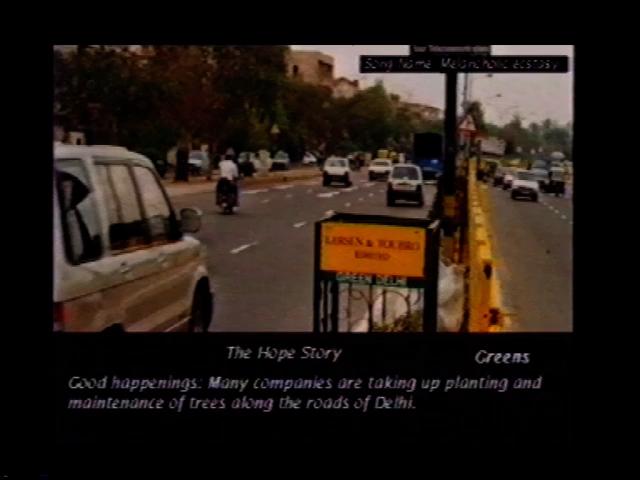 Song Name: Melancholic ecstasy
LARSEN & TOUBRO
LIMITED
GREEN DELHI
The Hope Story
Greens
Good happenings: Many companies are taking up planting and
maintenance of trees along the roads of Delhi.